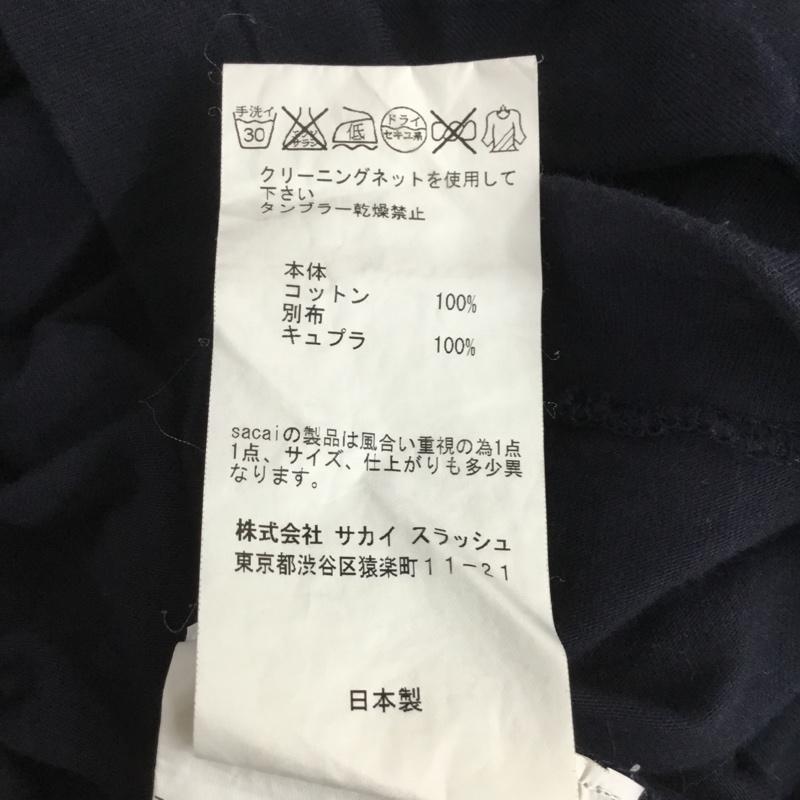 手洗イ
30
エンソ
サラシ
低
ドライ
セキユ系
クリーニングネットを使用して
下さい
タンブラー乾燥禁止
本体
コットン 100%
別布
キュプラ 100%
sacaiの製品は風合い重視の為1点
1点、サイズ、仕上がりも多少異
なります。
株式会社 サカイ スラッシュ
東京都渋谷区猿楽町11-21
日本製